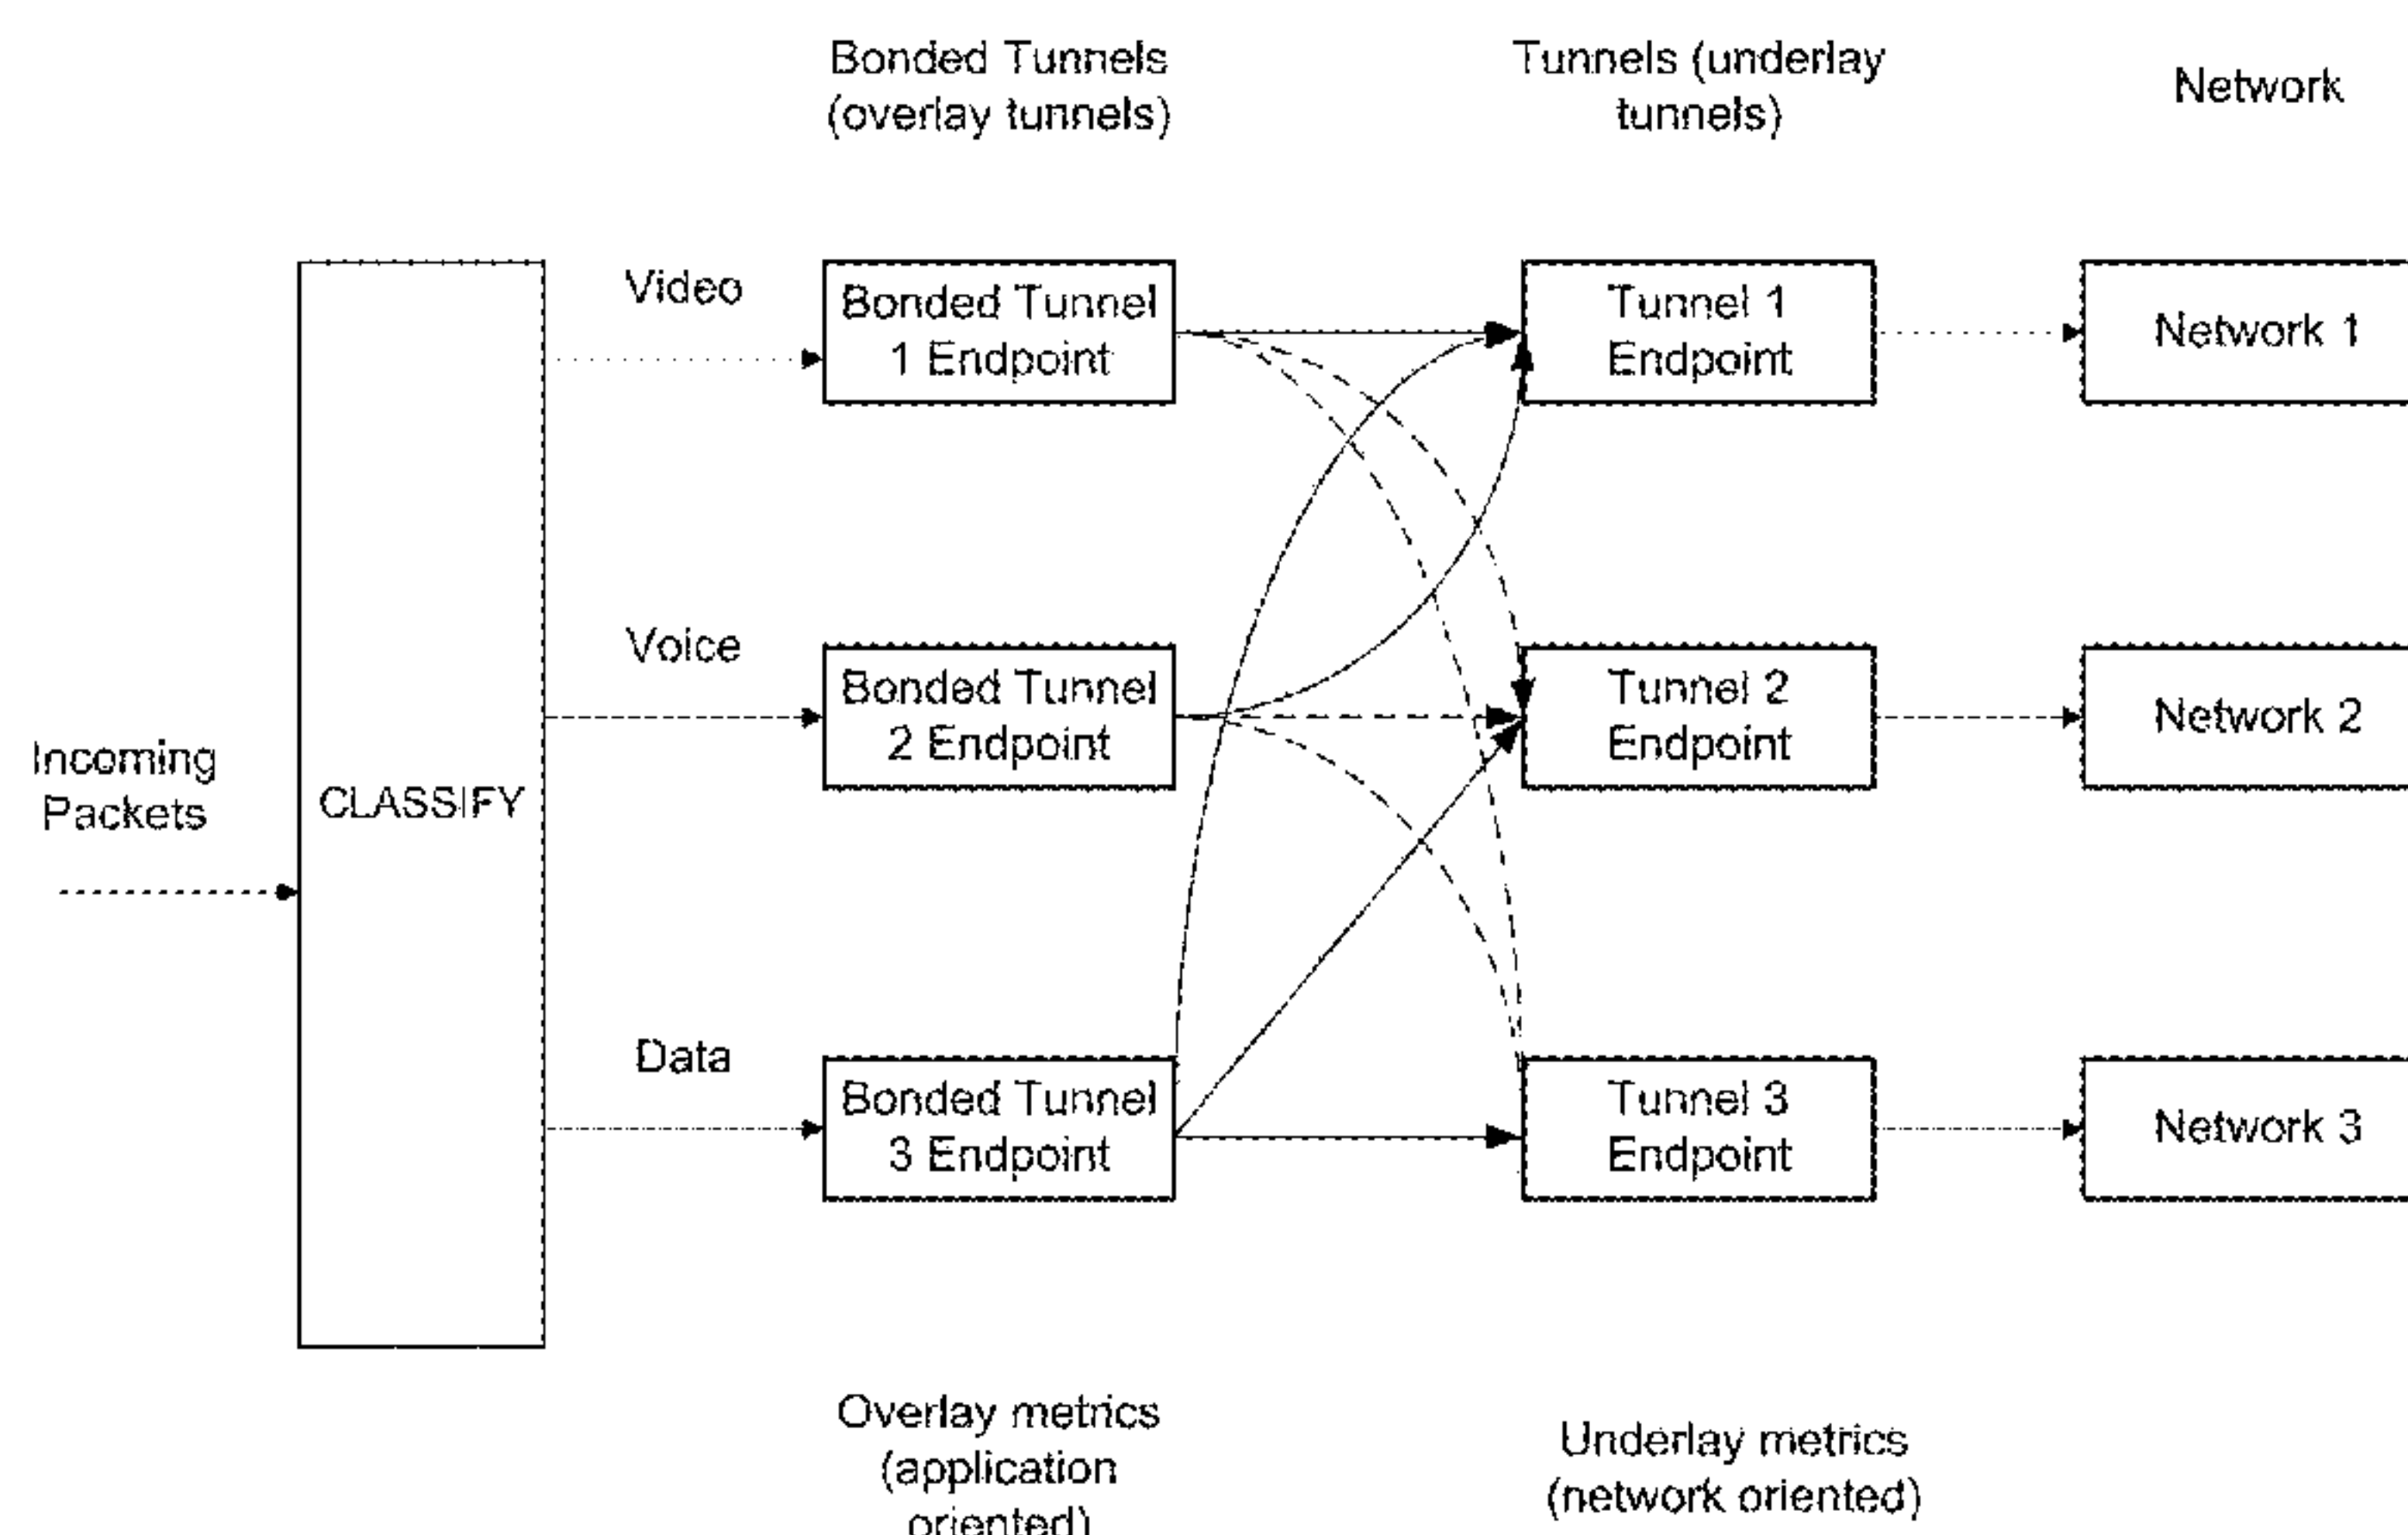 Bonded Tunnels
(overlay tunnels)
Tunnels (underlay
tunnels)
Network
Video
Bonded Tunnel
1 Endpoint
Tunnel 1
Endpoint
Network 1
Voice
Bonded Tunnel
2 Endpoint
Tunnel 2
Endpoint
Network 2
Incoming
Packets
CLASSIFY
Data
Bonded Tunnel
3 Endpoint
Tunnel 3
Endpoint
Network 3
Overlay metrics
(application
oriented)
Underlay metrics
(network oriented)